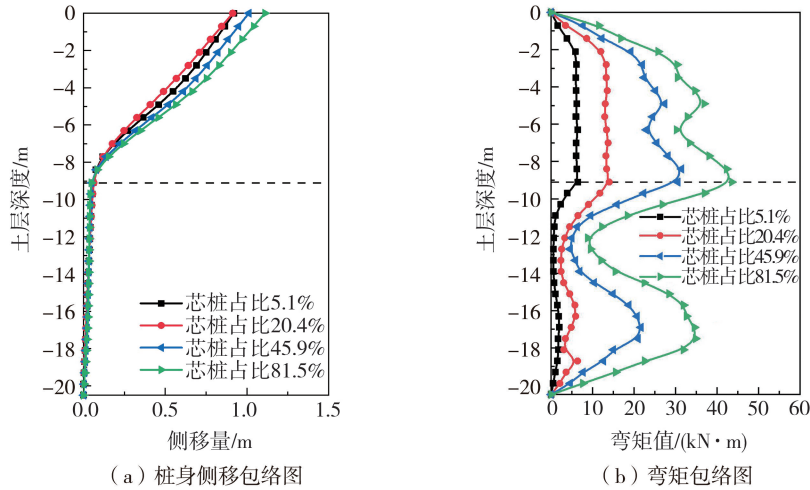 0
-2
-4
-6
-8
-10
-12
-14
-16
-18
-20
土层深度/m
芯桩占比5.1%
芯桩占比20.4%
芯桩占比45.9%
芯桩占比81.5%
0.0 0.5 1.0 1.5
侧移量/m
(a)桩身侧移包络图
0
-2
-4
-6
-8
-10
-12
-14
-16
-18
-20
土层深度/m
芯桩占比5.1%
芯桩占比20.4%
芯桩占比45.9%
芯桩占比81.5%
0 10 20 30 40 50 60
弯矩值/(kN·m)
(b)弯矩包络图